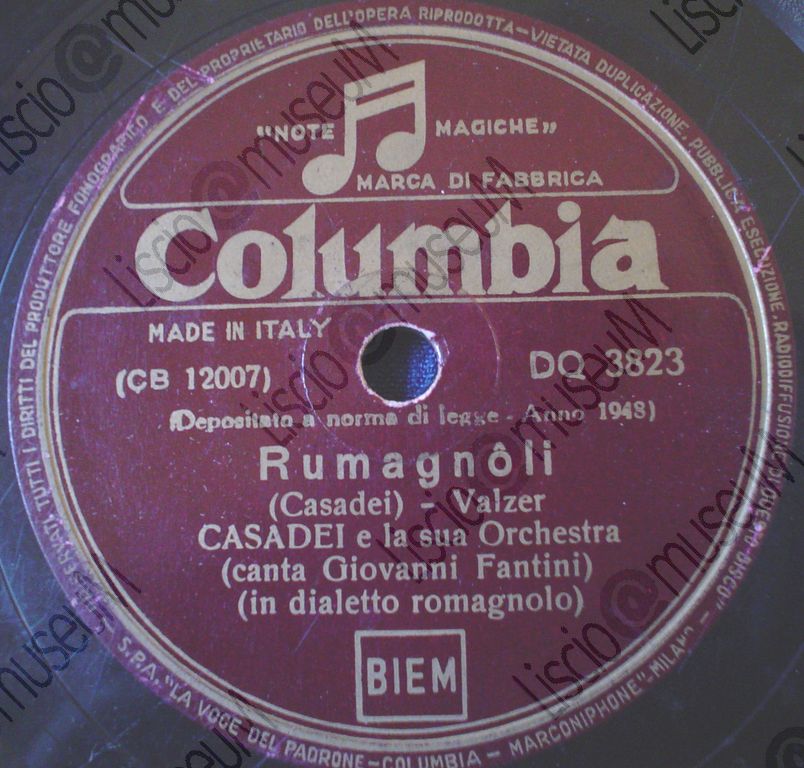 "NOTE MAGICHE"
MARCA DI FABBRICA
Columbia
MADE IN ITALY
(CB 12007)
DQ 3823
(Depositato a norma di legge - Anno 1948)
Rumagnôli
(Casadei) - Valzer
CASADEI e la sua Orchestra
(canta Giovanni Fantini)
(in dialetto romagnolo)
BIEM
TUTTI I DIRITTI DEL PRODUTTORE FONOGRAFICO E DEL PROPRIETARIO DELL'OPERA RIPRODOTTA - VIETATA DUPLICAZIONE, PUBBLICA ESECUZIONE, RADIODIFFUSIONE DI QUESTO DISCO -
S.P.A. "LA VOCE DEL PADRONE - COLUMBIA - MARCONIPHONE" - MILANO -
Liscio@museuM